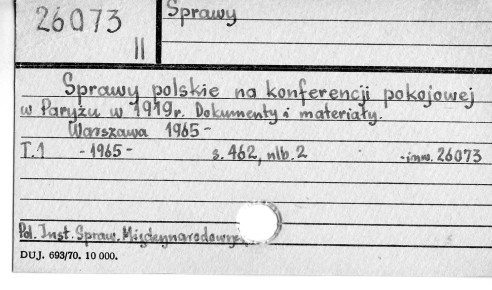 26073
II
Sprawy
Sprawy polskie na konferencji pokojowej
w Paryżu w 1919r. Dokumenty i materiały.
Warszawa 1965 -
T.1 - 1965 - s. 462, nlb. 2 - inw. 26073
Pol. Inst. Spraw. Międzynarodowych
DUJ. 693/70. 10 000.